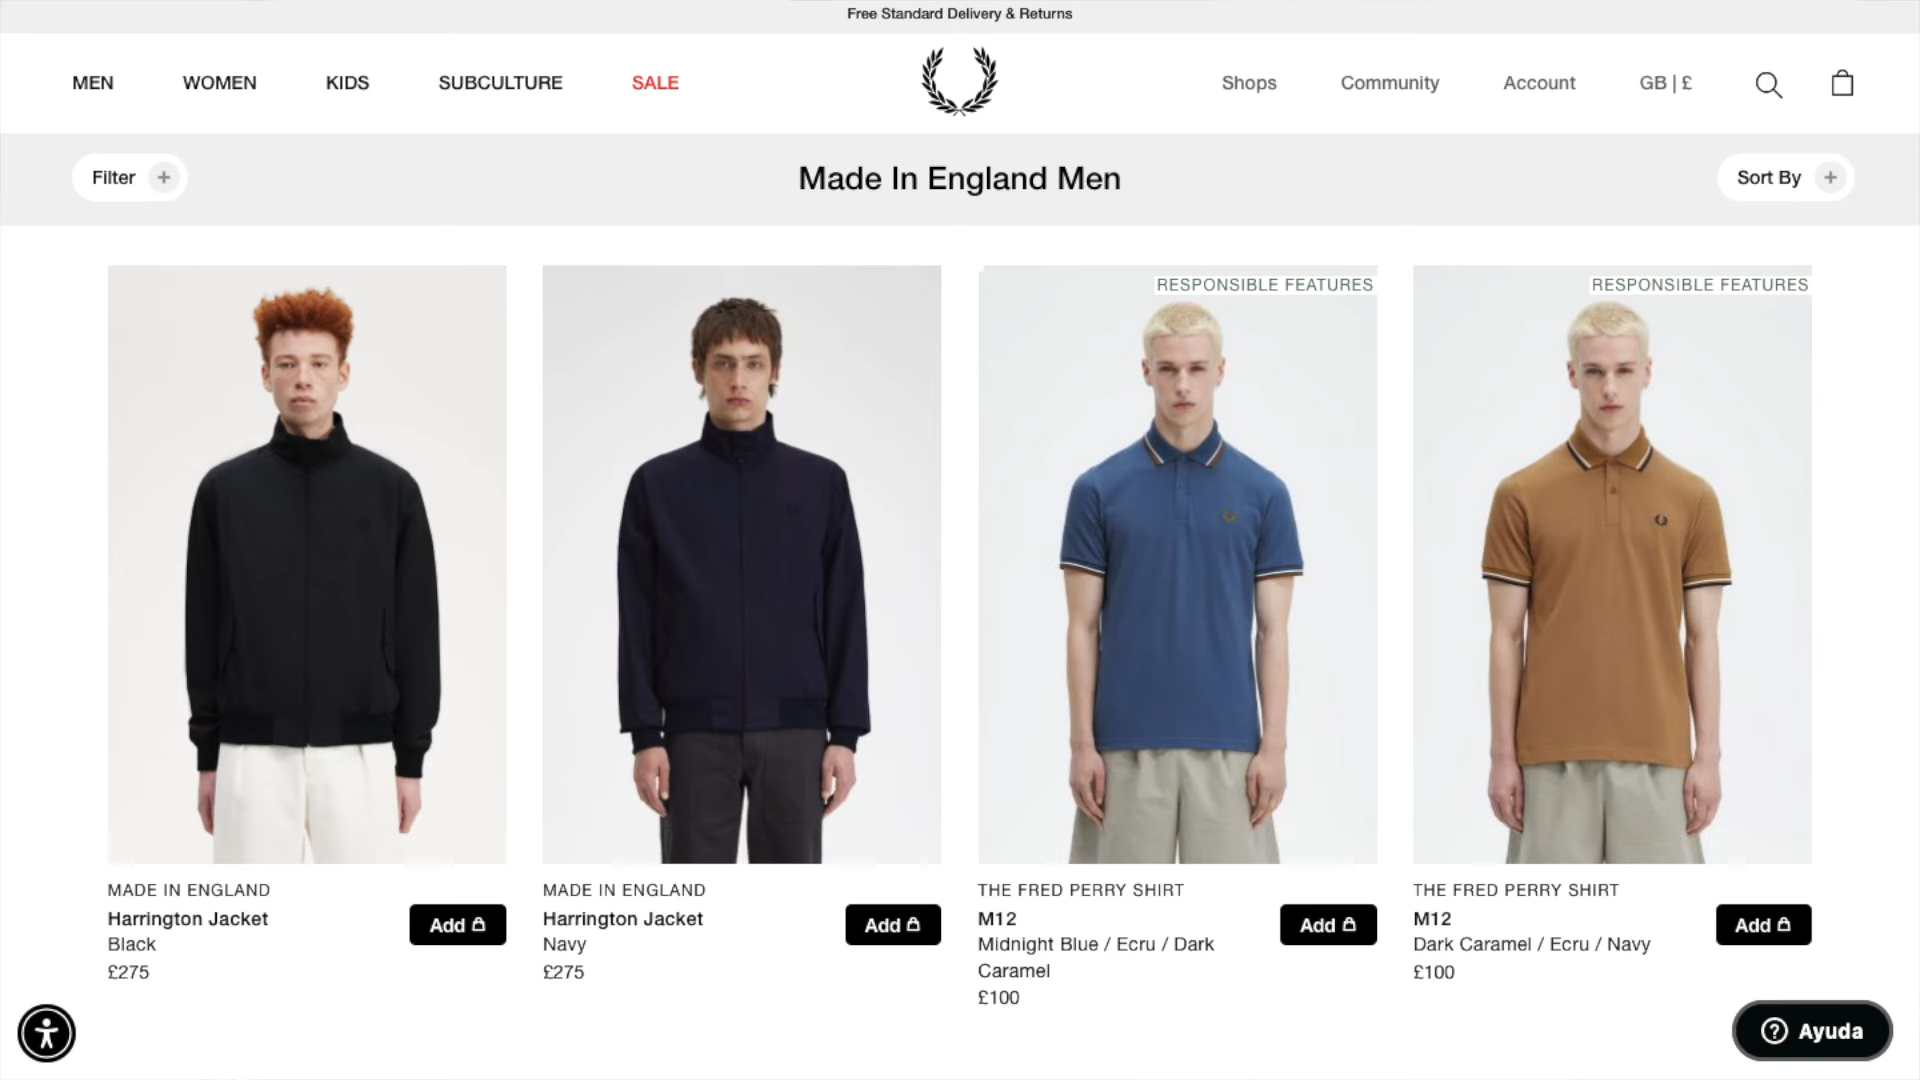 Free Standard Delivery & Returns
MEN WOMEN KIDS SUBCULTURE SALE Shops Community Account GB | £
Filter + Made In England Men Sort By +
RESPONSIBLE FEATURES RESPONSIBLE FEATURES
MADE IN ENGLAND
Harrington Jacket
Black
£275
Add
MADE IN ENGLAND
Harrington Jacket
Navy
£275
Add
THE FRED PERRY SHIRT
M12
Midnight Blue / Ecru / Dark
Caramel
£100
Add
THE FRED PERRY SHIRT
M12
Dark Caramel / Ecru / Navy
£100
Add
Ayuda